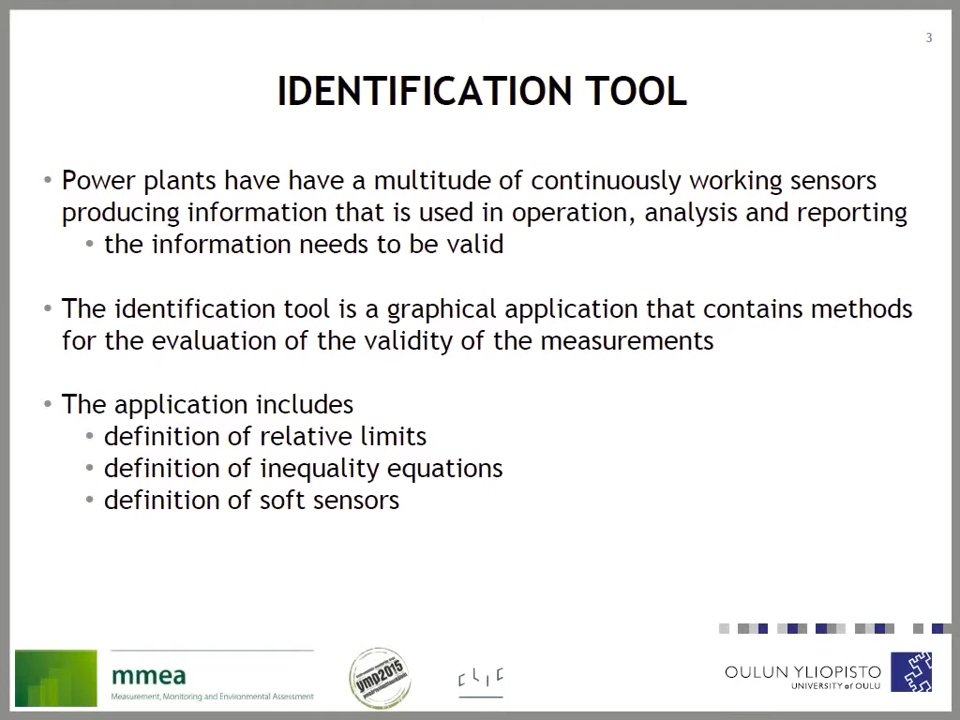 3
IDENTIFICATION TOOL
• Power plants have have a multitude of continuously working sensors
producing information that is used in operation, analysis and reporting
• the information needs to be valid
• The identification tool is a graphical application that contains methods
for the evaluation of the validity of the measurements
• The application includes
• definition of relative limits
• definition of inequality equations
• definition of soft sensors
mmea
Measurement, Monitoring and Environmental Assessment
ymp2015
CLIC
OULUN YLIOPISTO
UNIVERSITY of OULU